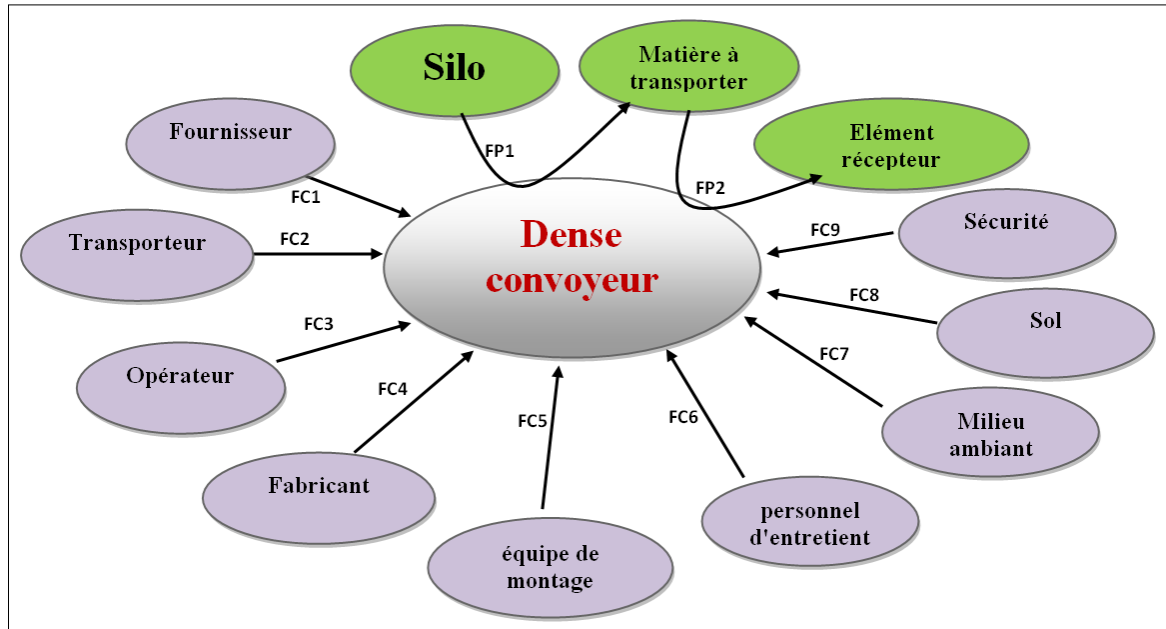 Silo
Matière à
transporter
Fournisseur
Elément
récepteur
FP1
FP2
FC1
Dense
convoyeur
Sécurité
Transporteur
FC2
FC9
FC8
Sol
FC3
Opérateur
FC7
FC4
Milieu
ambiant
FC5
FC6
Fabricant
personnel
d'entretient
équipe de
montage